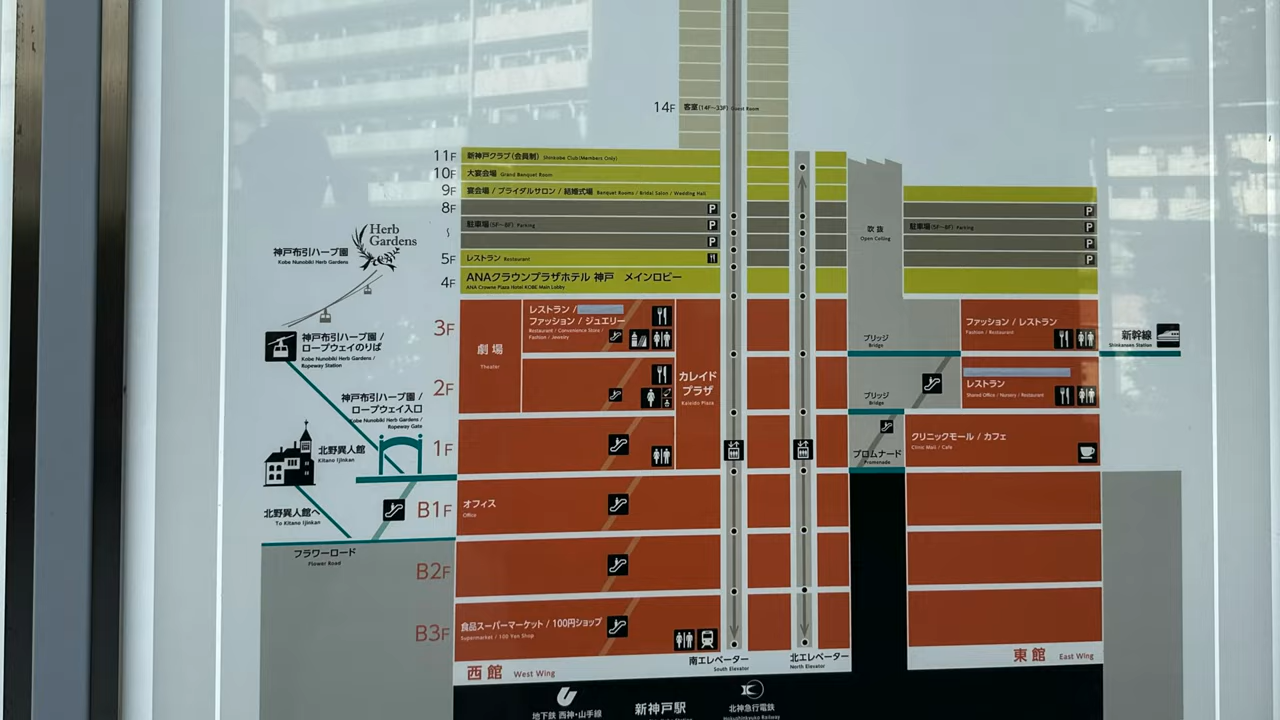 14F 客室(14F〜33F) Guest Room
11F 新神戸クラブ(会員制) Shinkobe Club(Members Only)
10F 大宴会場 Grand Banquet Room
9F 宴会場 / ブライダルサロン / 結婚式場 Banquet Rooms / Bridal Salon / Wedding Hall
8F P P
駐車場(5F〜8F) Parking P
駐車場(5F〜8F) Parking P
P P
5F レストラン Restaurant P
4F ANAクラウンプラザホテル 神戸 メインロビー
ANA Crowne Plaza Hotel KOBE Main Lobby
吹抜
Open Ceiling
Herb
Gardens
神戸布引ハーブ園
Kobe Nunobiki Herb Gardens
神戸布引ハーブ園 /
ロープウェイのりば
Kobe Nunobiki Herb Gardens /
Ropeway Station
神戸布引ハーブ園 /
ロープウェイ入口
Kobe Nunobiki Herb Gardens /
Ropeway Gate
北野異人館
Kitano Ijinkan
北野異人館へ
To Kitano Ijinkan
フラワーロード
Flower Road
3F
レストラン /
ファッション / ジュエリー
Restaurant / Convenience Store /
Fashion / Jewelry
劇場
Theater
2F
カレイド
プラザ
Kaleido Plaza
1F
ブリッジ
Bridge
ブリッジ
Bridge
プロムナード
Promenade
ファッション / レストラン
Fashion / Restaurant
新幹線
Shinkansen Station
レストラン
Shared Office / Nursery / Restaurant
クリニックモール / カフェ
Clinic Mall / Cafe
B1F オフィス
Office
B2F
B3F 食品スーパーマーケット / 100円ショップ
Supermarket / 100 Yen Shop
西館 West Wing
南エレベーター
South Elevator
北エレベーター
North Elevator
東館 East Wing
地下鉄 西神・山手線
新神戸駅
北神急行電鉄
Hokushinkyuko Railway